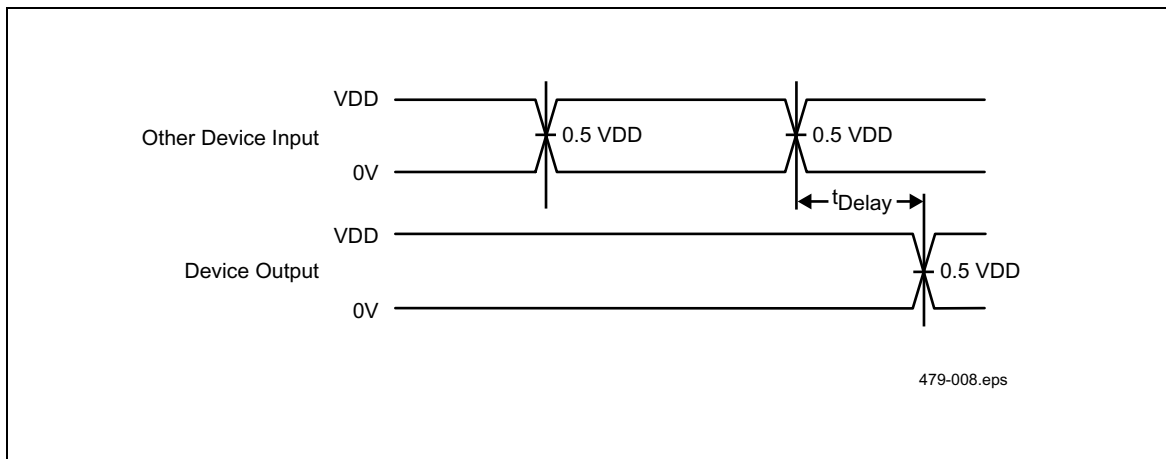 VDD
Other Device Input
0.5 VDD
0.5 VDD
0V
tDelay
VDD
Device Output
0.5 VDD
0V
479-008.eps